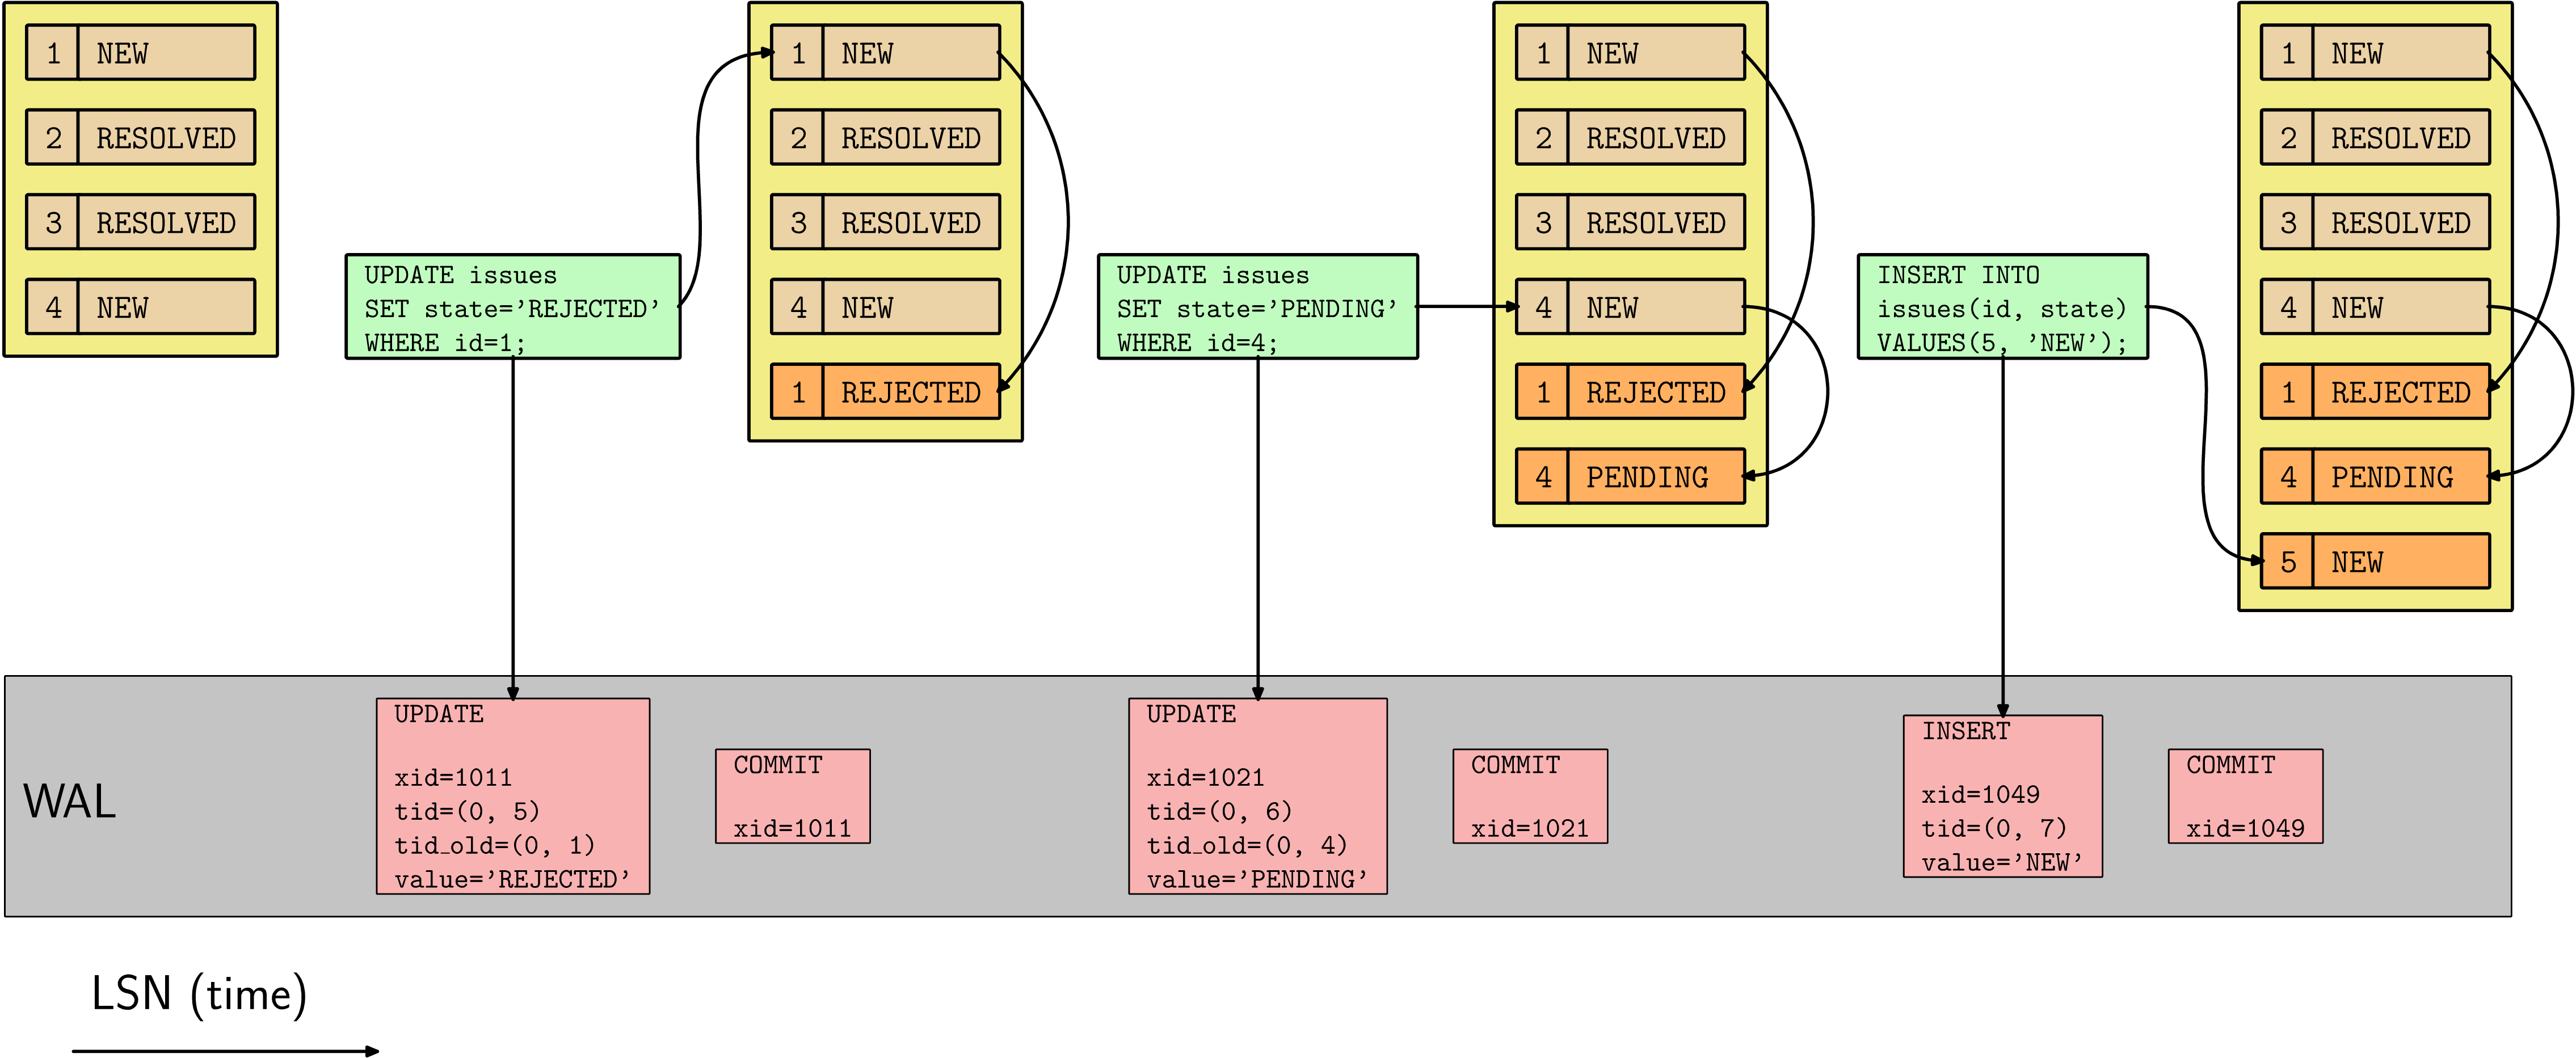 1 NEW
2 RESOLVED
3 RESOLVED
4 NEW
UPDATE issues
SET state='REJECTED'
WHERE id=1;
1 NEW
2 RESOLVED
3 RESOLVED
4 NEW
1 REJECTED
UPDATE issues
SET state='PENDING'
WHERE id=4;
1 NEW
2 RESOLVED
3 RESOLVED
4 NEW
1 REJECTED
4 PENDING
INSERT INTO
issues(id, state)
VALUES(5, 'NEW');
1 NEW
2 RESOLVED
3 RESOLVED
4 NEW
1 REJECTED
4 PENDING
5 NEW
WAL
UPDATE
xid=1011
tid=(0, 5)
tid_old=(0, 1)
value='REJECTED'
COMMIT
xid=1011
UPDATE
xid=1021
tid=(0, 6)
tid_old=(0, 4)
value='PENDING'
COMMIT
xid=1021
INSERT
xid=1049
tid=(0, 7)
value='NEW'
COMMIT
xid=1049
LSN (time)